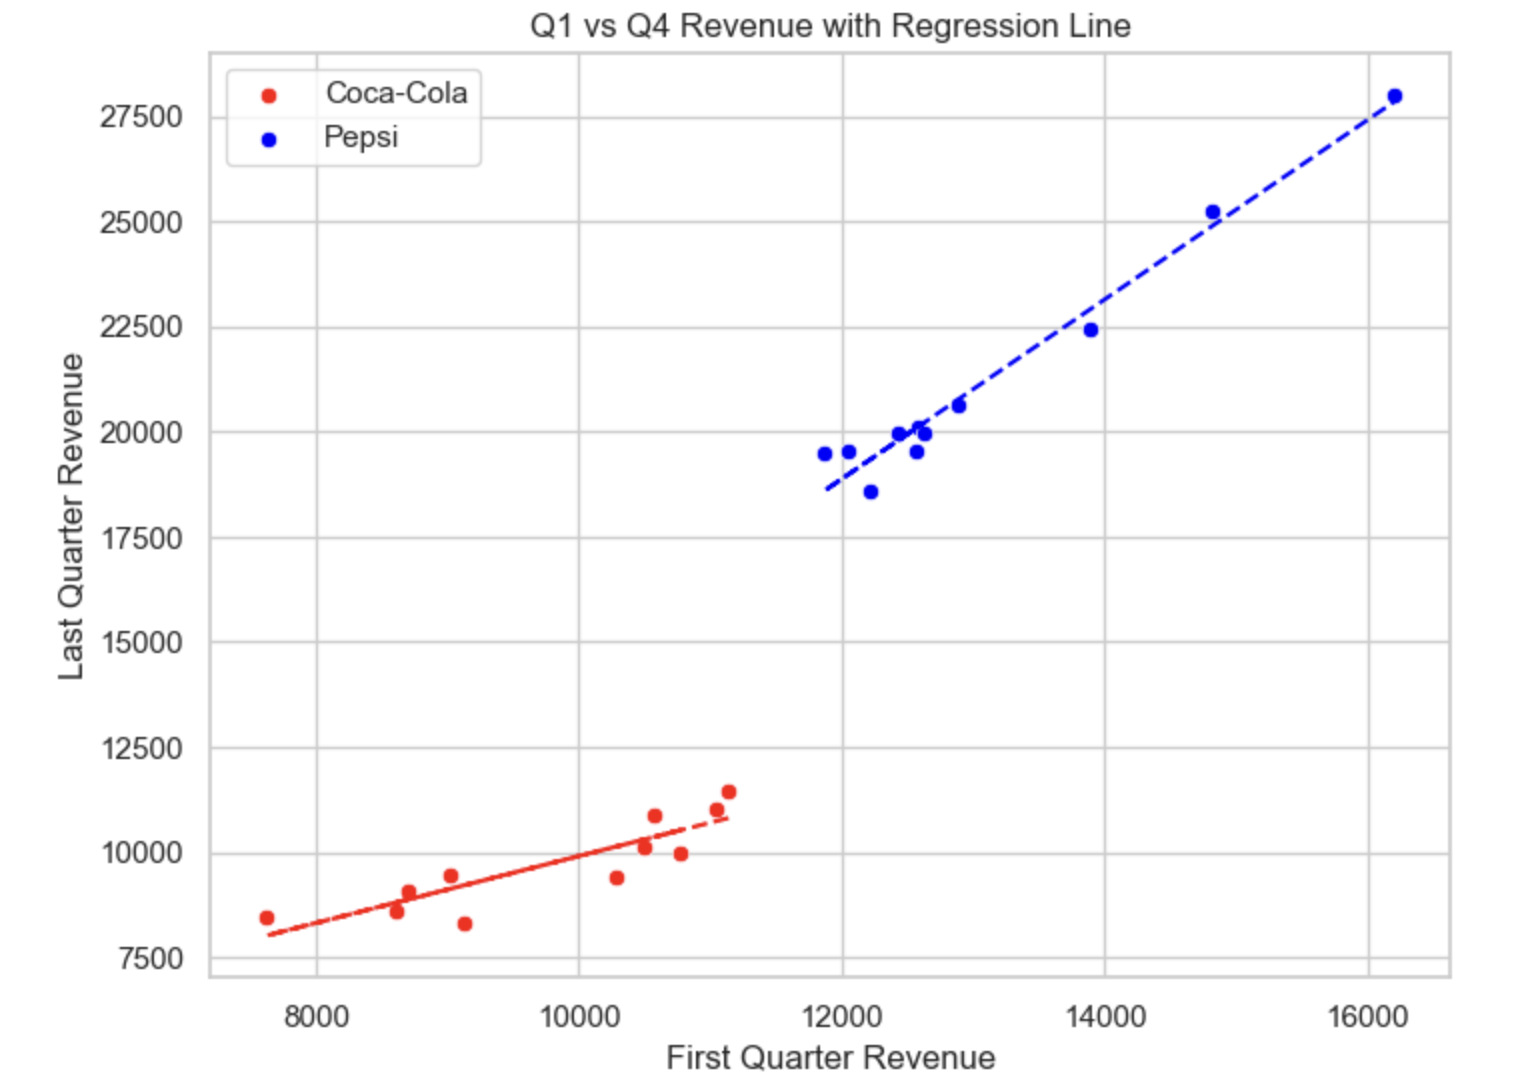 Q1 vs Q4 Revenue with Regression Line
Coca-Cola
Pepsi
27500
25000
22500
20000
17500
15000
12500
10000
7500
Last Quarter Revenue
8000
10000
12000
14000
16000
First Quarter Revenue